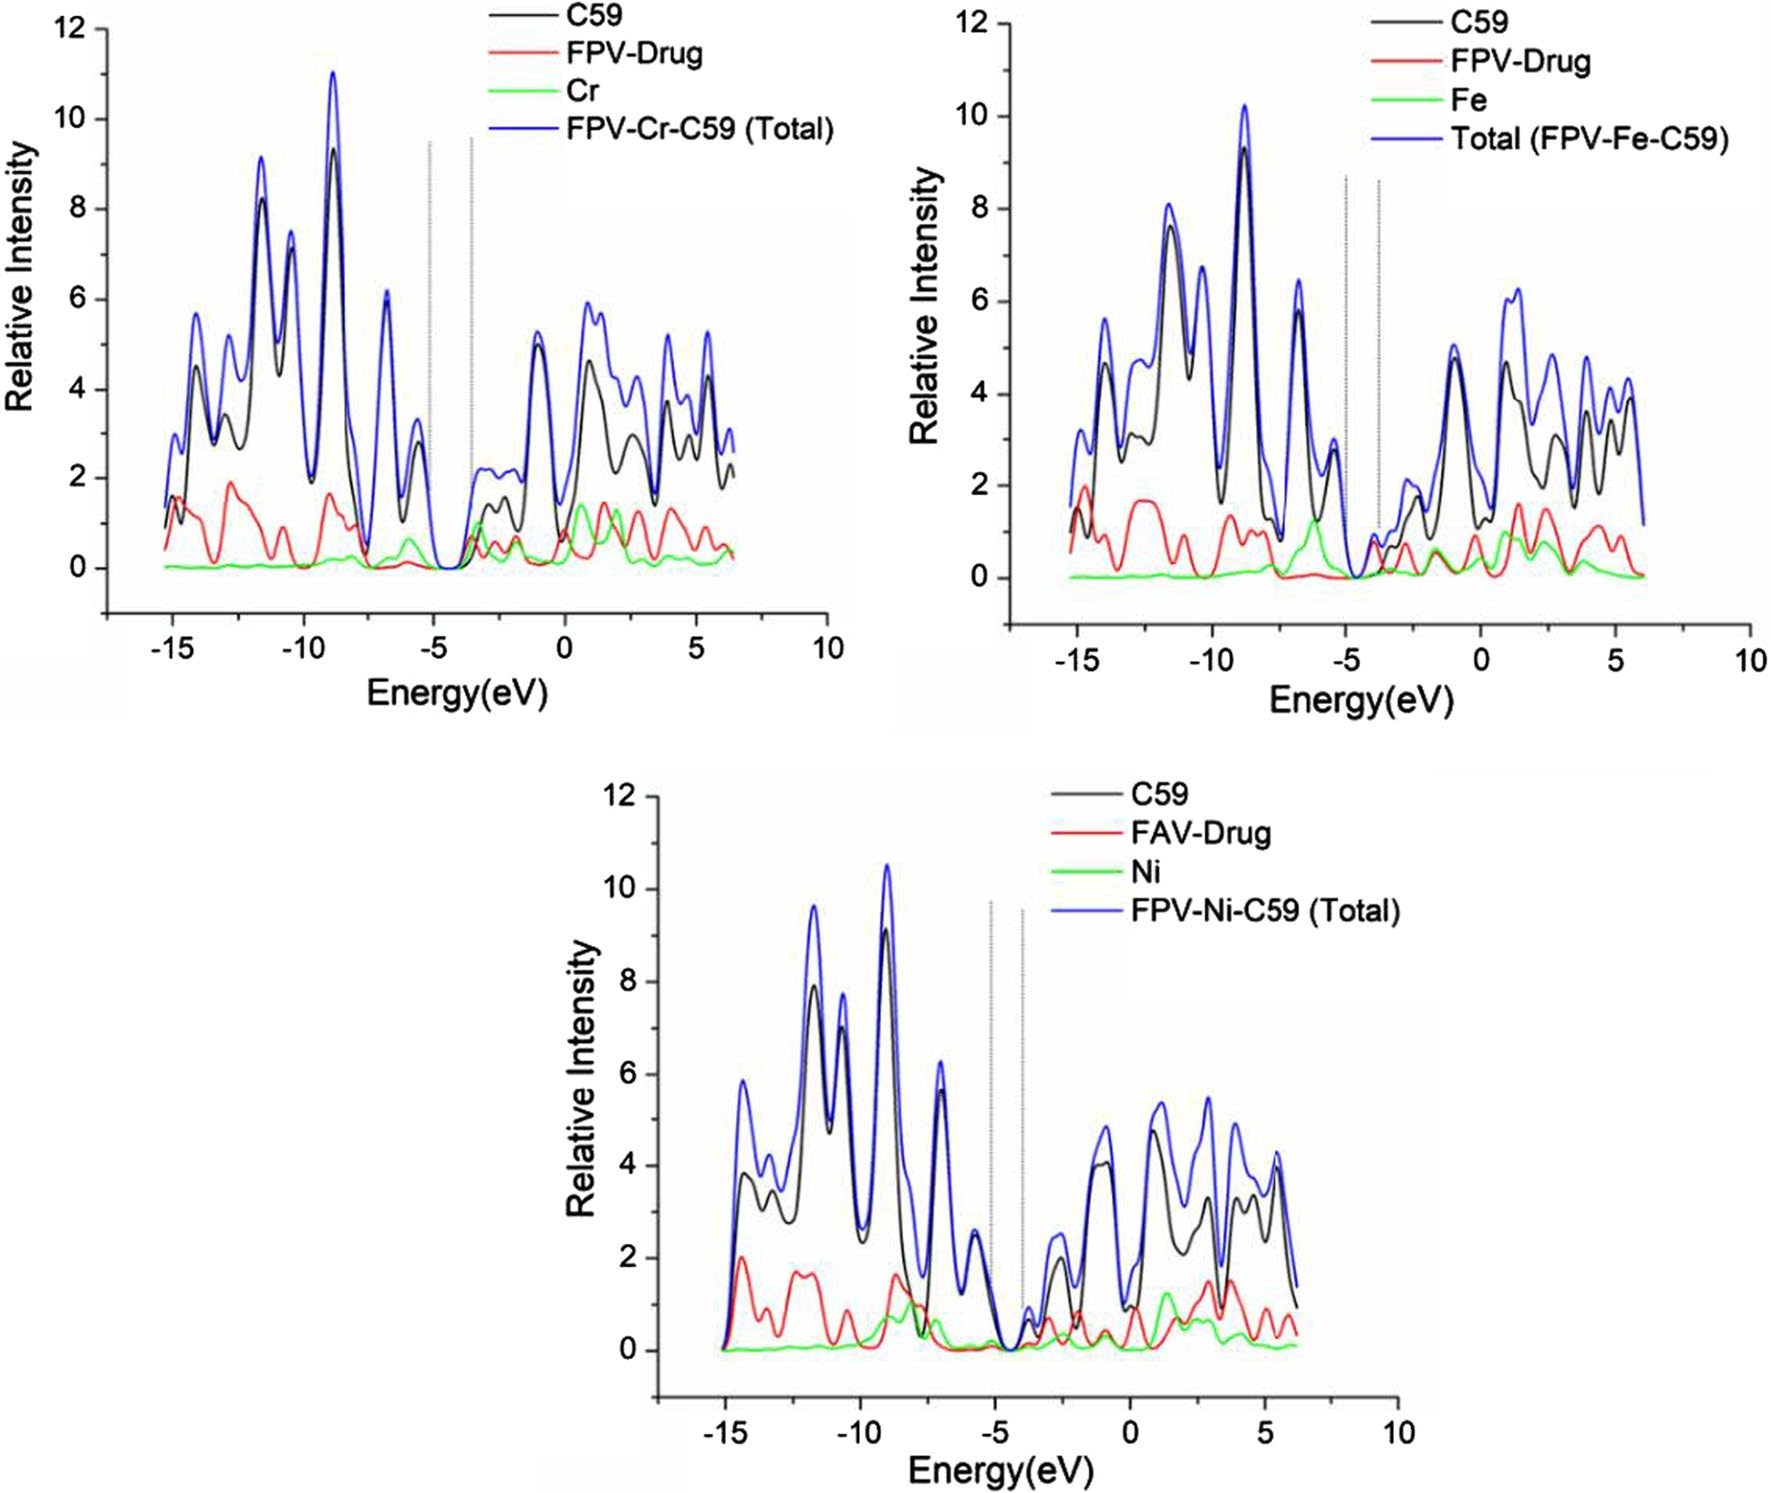 C59
FPV-Drug
Cr
FPV-Cr-C59 (Total)
12
10
8
6
4
2
0
Relative Intensity
-15 -10 -5 0 5 10
Energy(eV)
C59
FPV-Drug
Fe
Total (FPV-Fe-C59)
12
10
8
6
4
2
0
Relative Intensity
-15 -10 -5 0 5 10
Energy(eV)
C59
FAV-Drug
Ni
FPV-Ni-C59 (Total)
12
10
8
6
4
2
0
Relative Intensity
-15 -10 -5 0 5 10
Energy(eV)